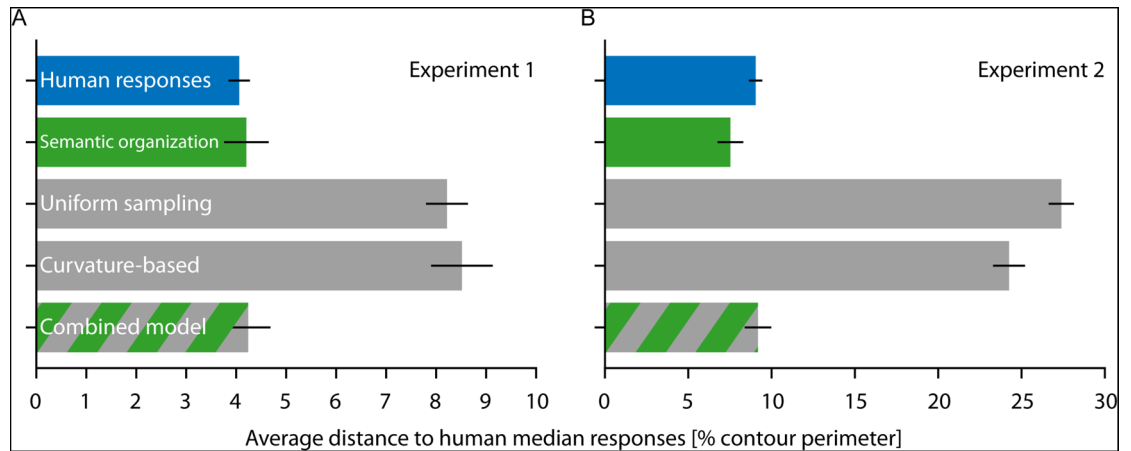 A
B
Experiment 1
Experiment 2
Human responses
Semantic organization
Uniform sampling
Curvature-based
Combined model
0 1 2 3 4 5 6 7 8 9 10
0 5 10 15 20 25 30
Average distance to human median responses [% contour perimeter]